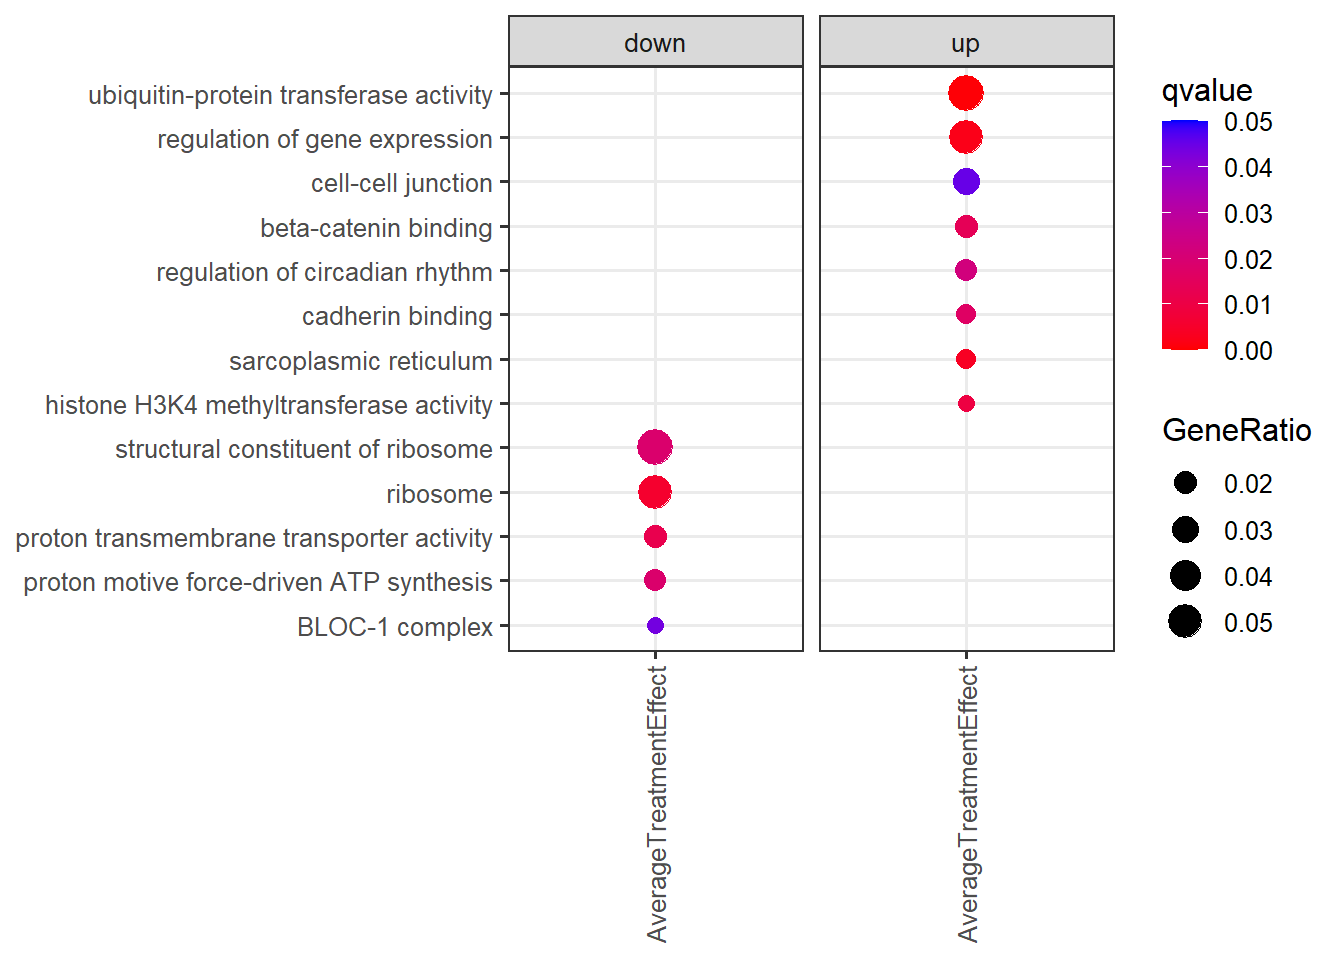 down
up
ubiquitin-protein transferase activity
regulation of gene expression
cell-cell junction
beta-catenin binding
regulation of circadian rhythm
cadherin binding
sarcoplasmic reticulum
histone H3K4 methyltransferase activity
structural constituent of ribosome
ribosome
proton transmembrane transporter activity
proton motive force-driven ATP synthesis
BLOC-1 complex
AverageTreatmentEffect
AverageTreatmentEffect
qvalue
0.05
0.04
0.03
0.02
0.01
0.00
GeneRatio
0.02
0.03
0.04
0.05